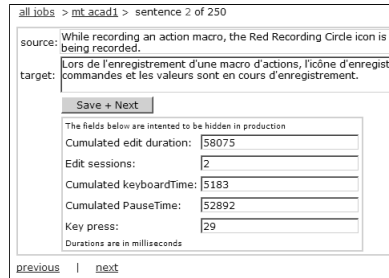 all jobs > mt acad1 > sentence 2 of 250
source: While recording an action macro, the Red Recording Circle icon is
being recorded.
target: Lors de l'enregistrement d'une macro d'actions, l'icône d'enregist
commandes et les valeurs sont en cours d'enregistrement.
Save + Next
The fields below are intented to be hidden in production
Cumulated edit duration: 58075
Edit sessions: 2
Cumulated keyboardTime: 5183
Cumulated PauseTime: 52892
Key press: 29
Durations are in milliseconds
previous | next